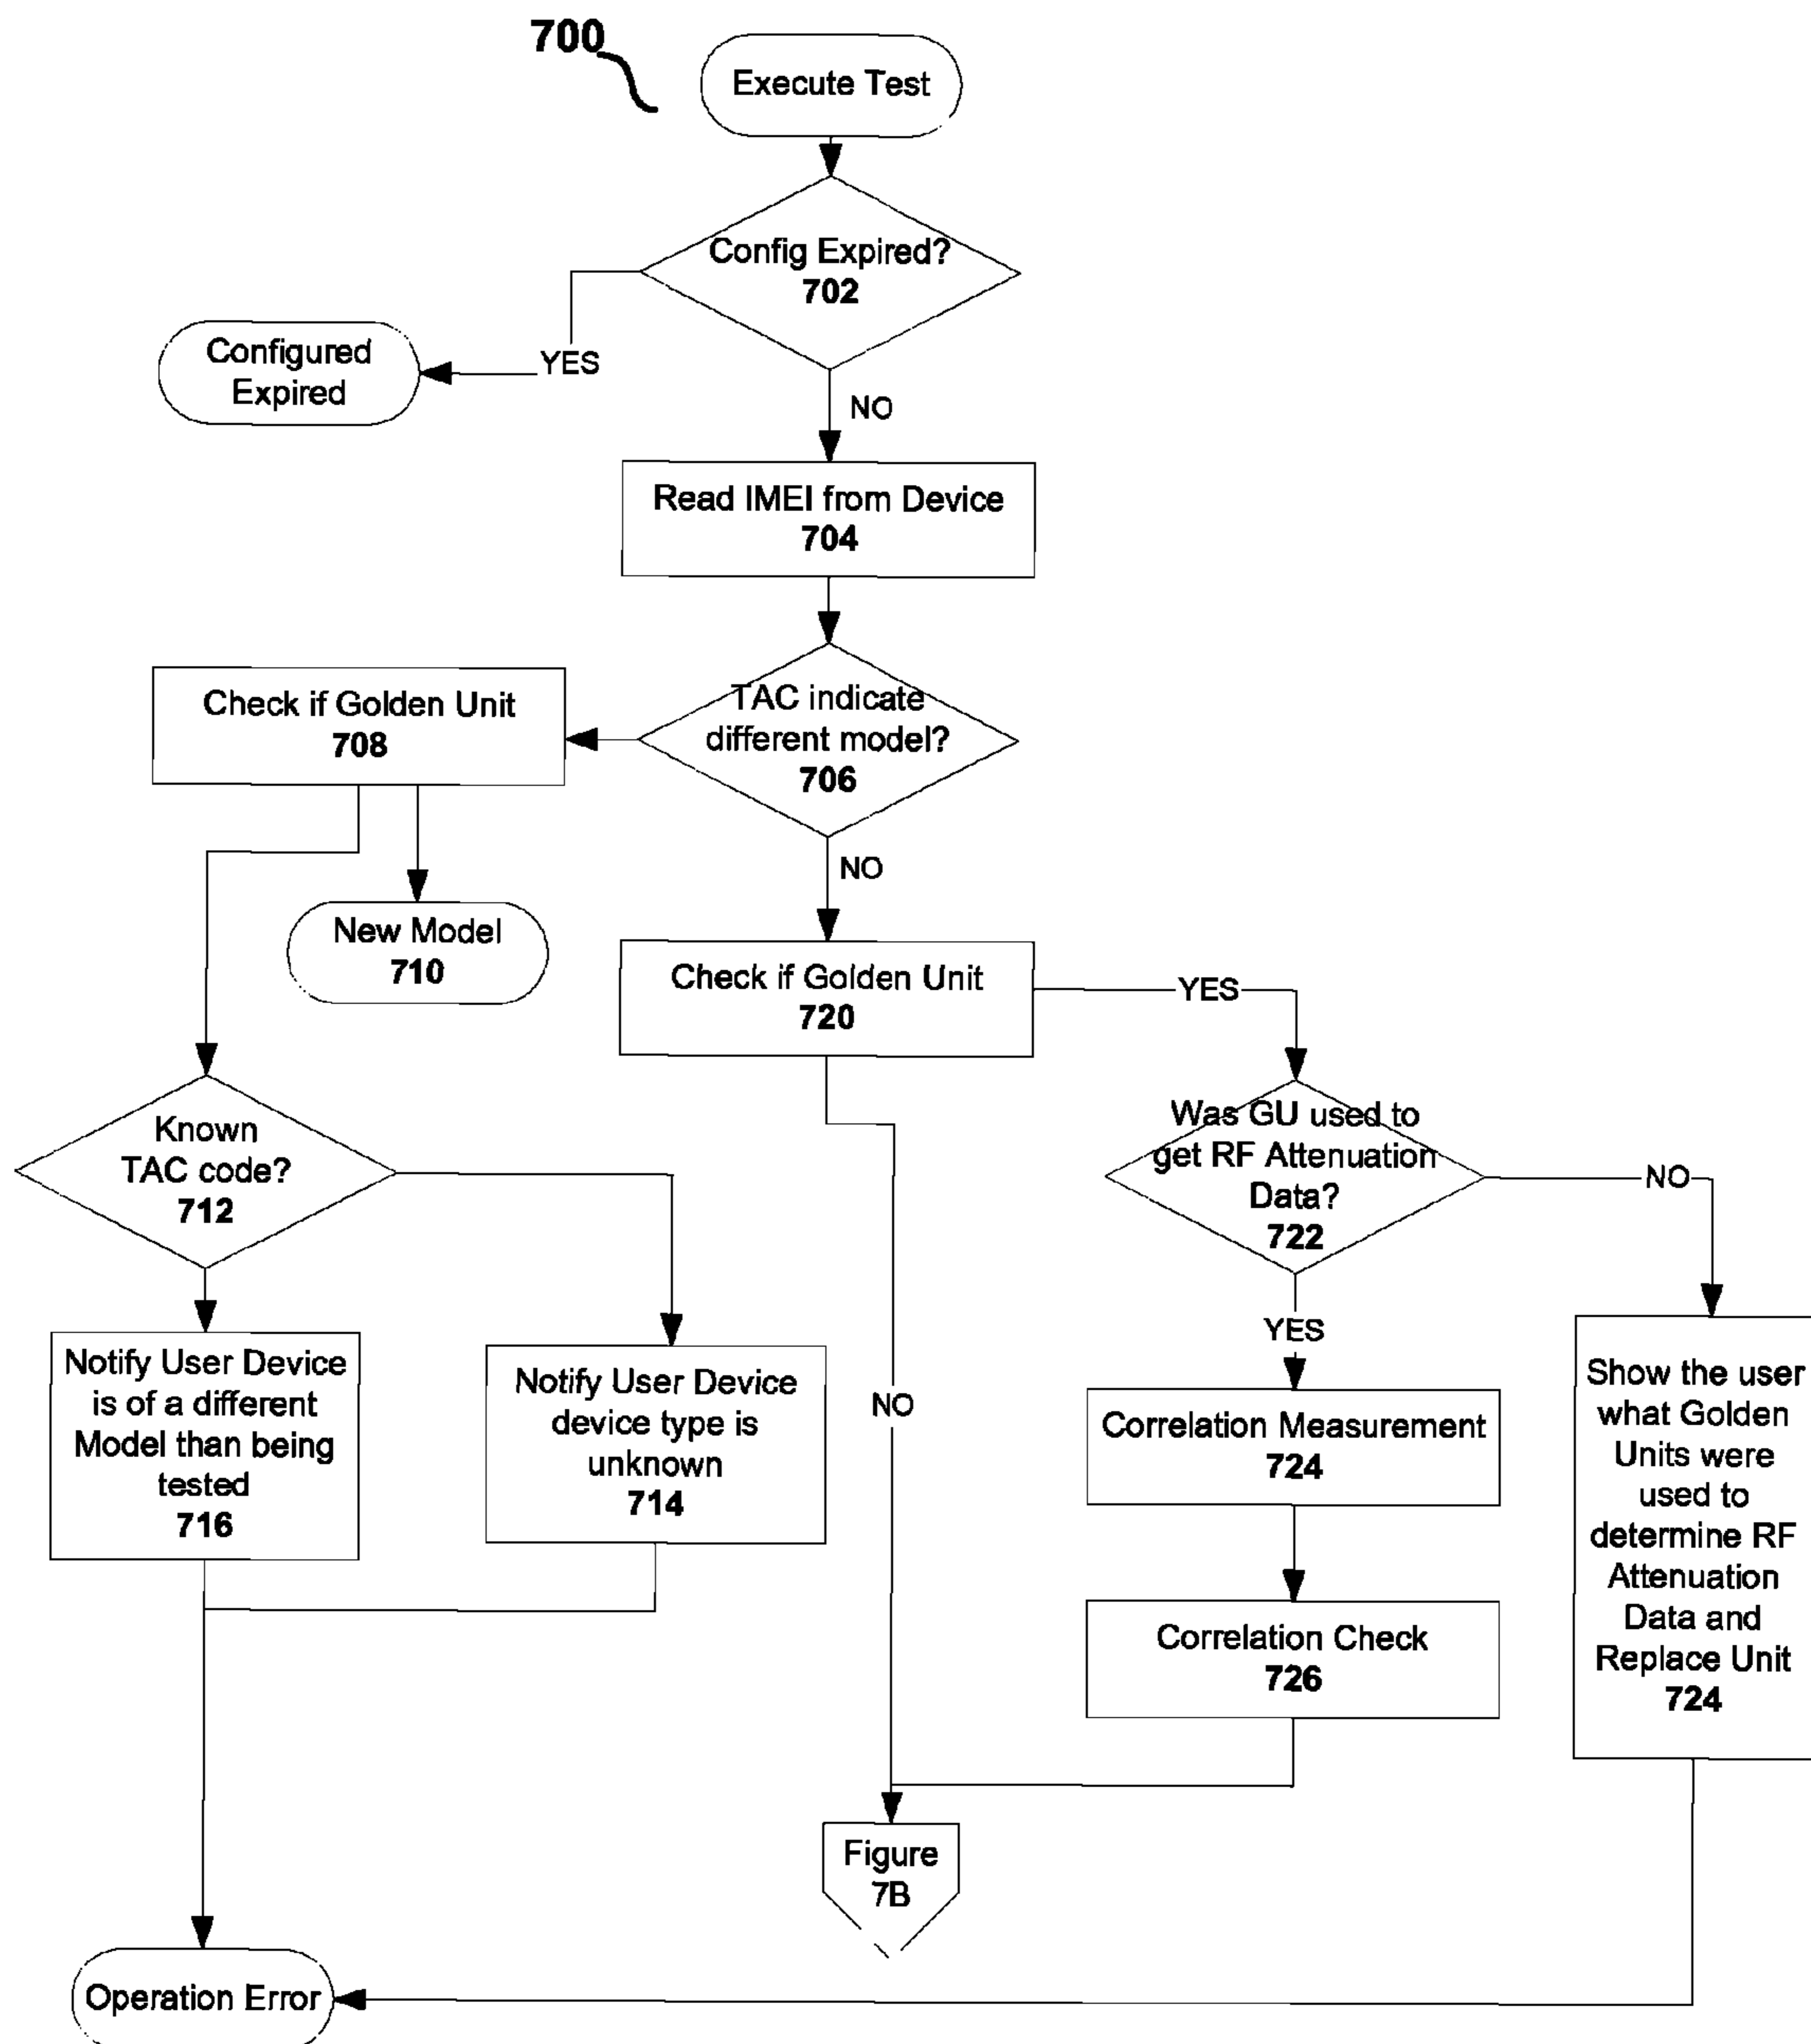 700
Execute Test
Config Expired?
702
YES
Configured
Expired
NO
Read IMEI from Device
704
TAC indicate
different model?
706
Check if Golden Unit
708
NO
New Model
710
Check if Golden Unit
720
YES
Known
TAC code?
712
Was GU used to
get RF Attenuation
Data?
722
NO
YES
Notify User Device
is of a different
Model than being
tested
716
Notify User Device
device type is
unknown
714
NO
Correlation Measurement
724
Show the user
what Golden
Units were
used to
determine RF
Attenuation
Data and
Replace Unit
724
Correlation Check
726
Figure
7B
Operation Error